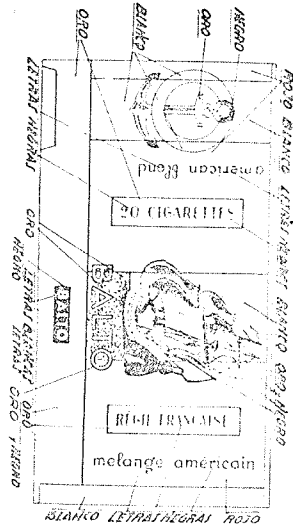 ORO
BLANCO
ORO
NEGRO
ROJO BLANCO LETRAS NEGRAS BLANCO ORO NEGRO
american blend
20 CIGARETTES
LETRAS NEGRAS
ORO
BALTO
LETRAS BLANCAS
NEGRO
LETRAS
ORO
ORO Y NEGRO
RÉGIE FRANÇAISE
melange américain
BLANCO LETRAS NEGRAS ROJO